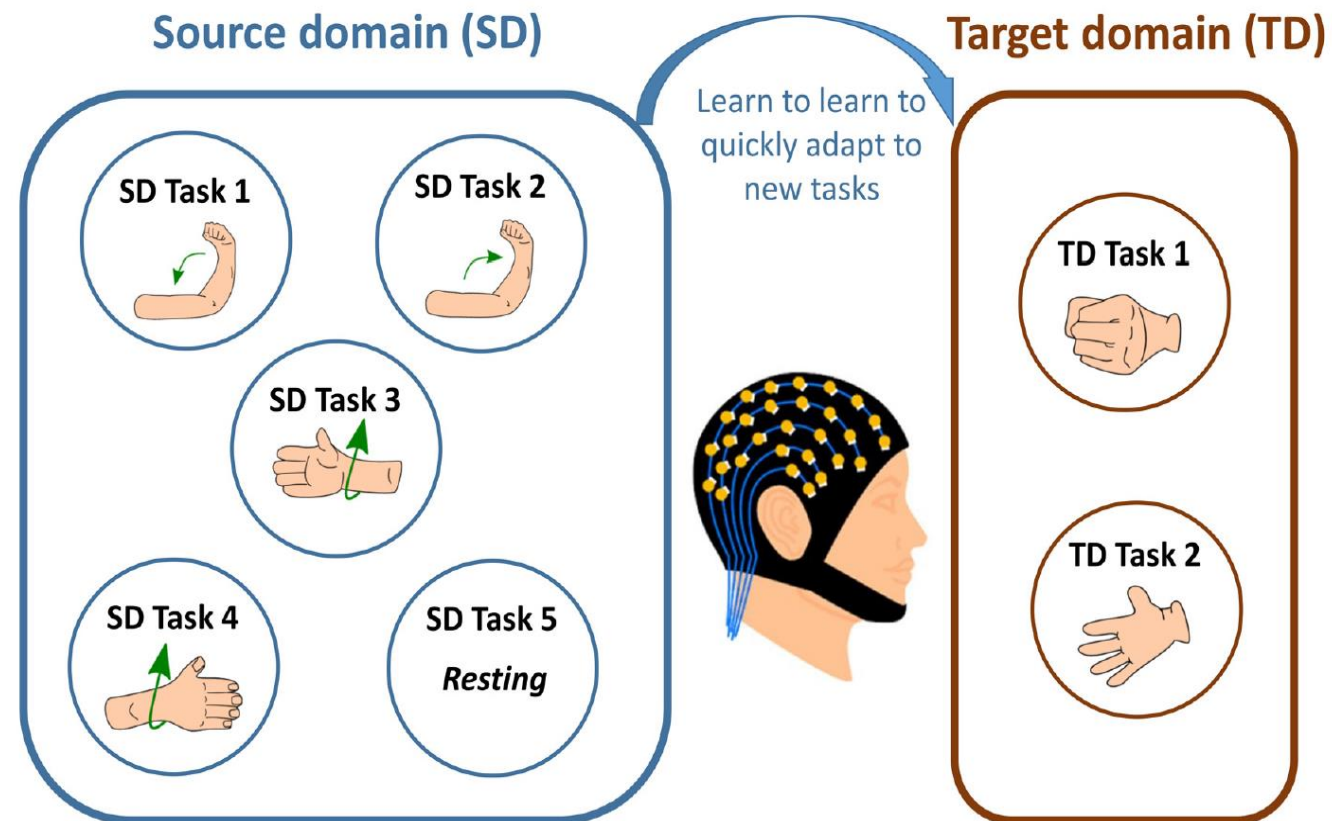 Source domain (SD)
Target domain (TD)
Learn to learn to
quickly adapt to
new tasks
SD Task 1
SD Task 2
SD Task 3
SD Task 4
SD Task 5
Resting
TD Task 1
TD Task 2